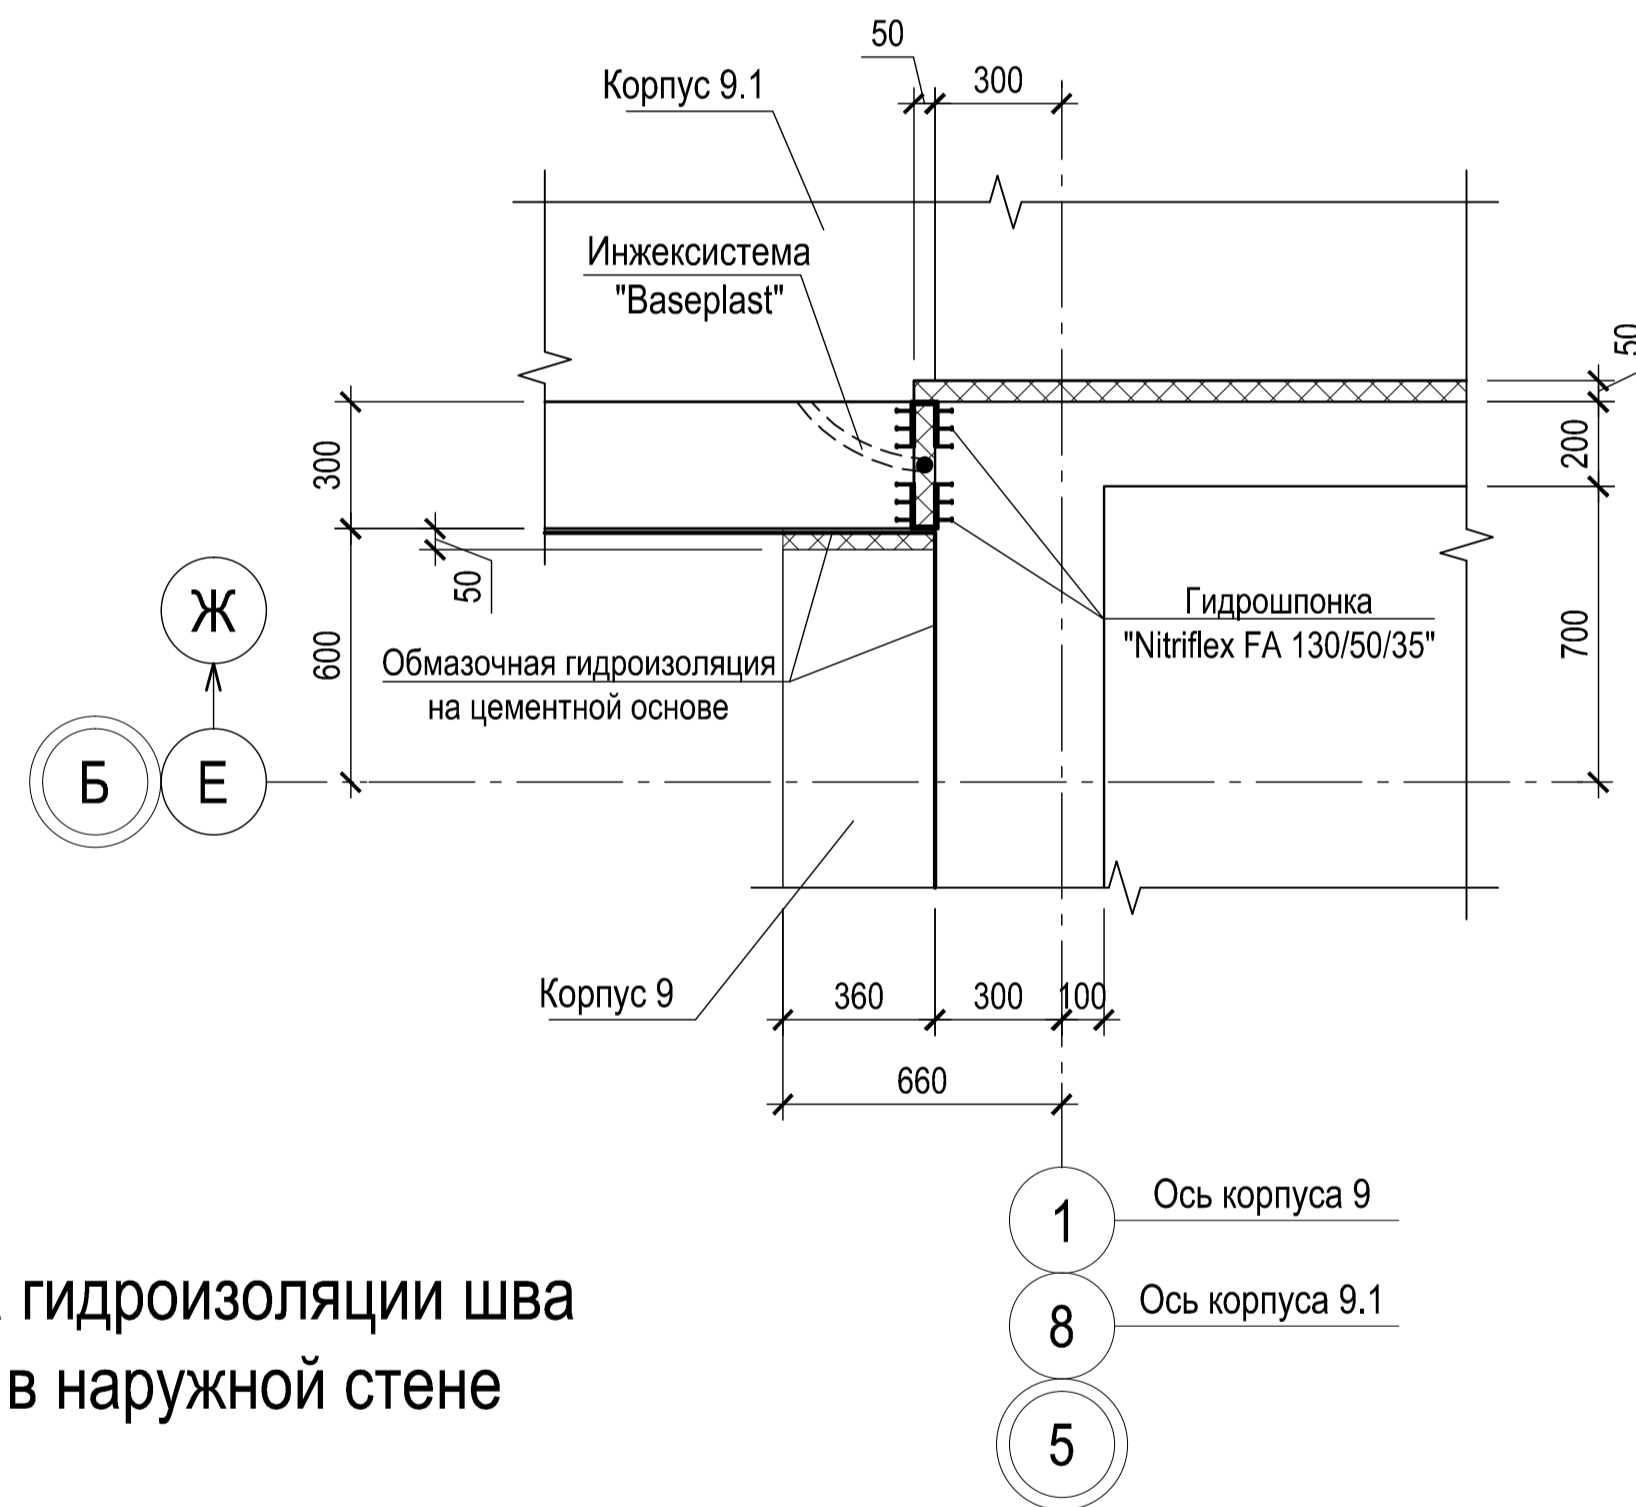 50
300
Корпус 9.1
Инжексистема
"Baseplast"
50
300
200
50
Гидрошпонка
"Nitriflex FA 130/50/35"
Ж
600
700
Обмазочная гидроизоляция
на цементной основе
Б
Е
Корпус 9
360
300
100
660
1
Ось корпуса 9
гидроизоляции шва
8
Ось корпуса 9.1
в наружной стене
5